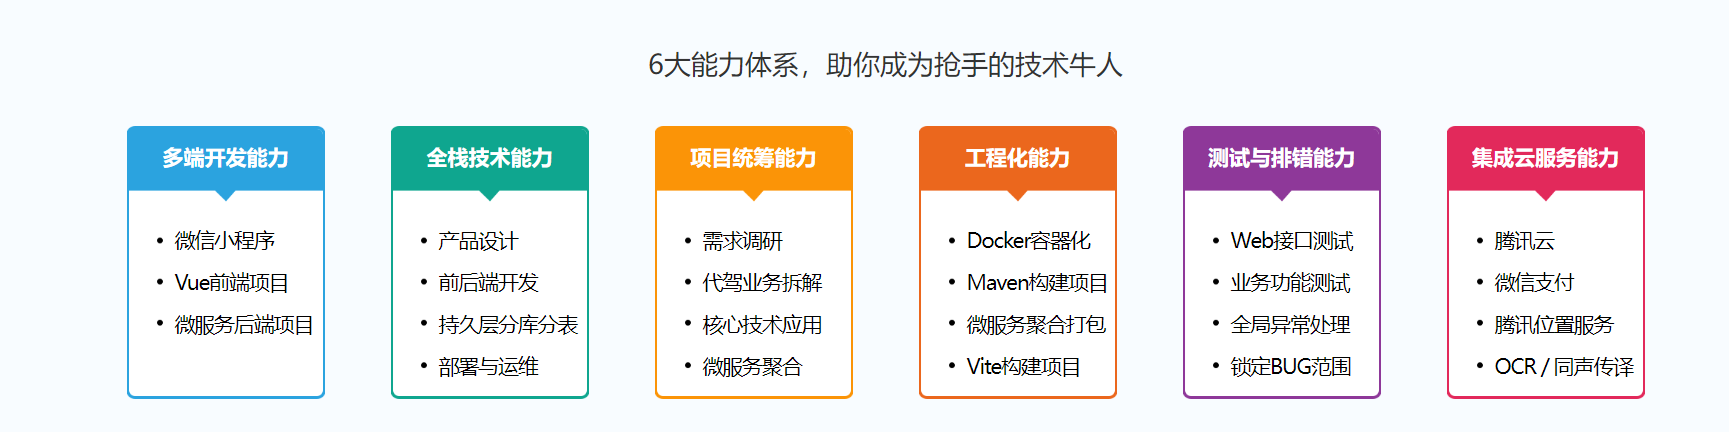 6大能力体系，助你成为抢手的技术牛人
多端开发能力
• 微信小程序
• Vue前端项目
• 微服务后端项目
全栈技术能力
• 产品设计
• 前后端开发
• 持久层分库分表
• 部署与运维
项目统筹能力
• 需求调研
• 代驾业务拆解
• 核心技术应用
• 微服务聚合
工程化能力
• Docker容器化
• Maven构建项目
• 微服务聚合打包
• Vite构建项目
测试与排错能力
• Web接口测试
• 业务功能测试
• 全局异常处理
• 锁定BUG范围
集成云服务能力
• 腾讯云
• 微信支付
• 腾讯位置服务
• OCR / 同声传译